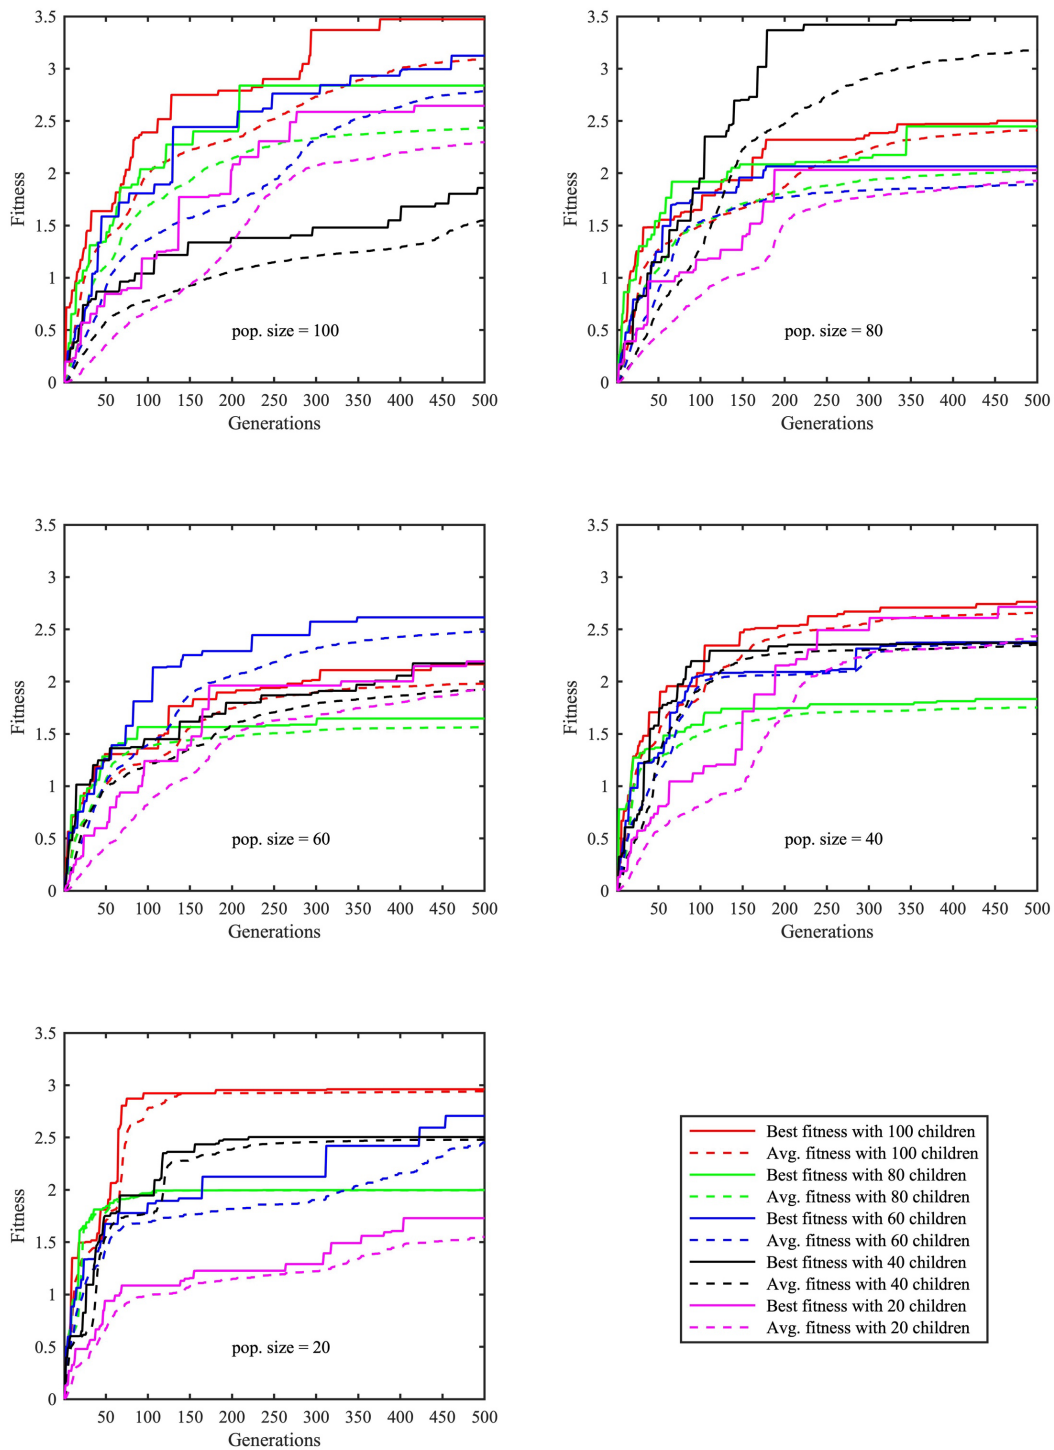 3.5
3
2.5
2
1.5
1
0.5
0
Fitness
pop. size = 100
50 100 150 200 250 300 350 400 450 500
Generations
3.5
3
2.5
2
1.5
1
0.5
0
Fitness
pop. size = 80
50 100 150 200 250 300 350 400 450 500
Generations
3.5
3
2.5
2
1.5
1
0.5
0
Fitness
pop. size = 60
50 100 150 200 250 300 350 400 450 500
Generations
3.5
3
2.5
2
1.5
1
0.5
0
Fitness
pop. size = 40
50 100 150 200 250 300 350 400 450 500
Generations
3.5
3
2.5
2
1.5
1
0.5
0
Fitness
pop. size = 20
50 100 150 200 250 300 350 400 450 500
Generations
Best fitness with 100 children
Avg. fitness with 100 children
Best fitness with 80 children
Avg. fitness with 80 children
Best fitness with 60 children
Avg. fitness with 60 children
Best fitness with 40 children
Avg. fitness with 40 children
Best fitness with 20 children
Avg. fitness with 20 children